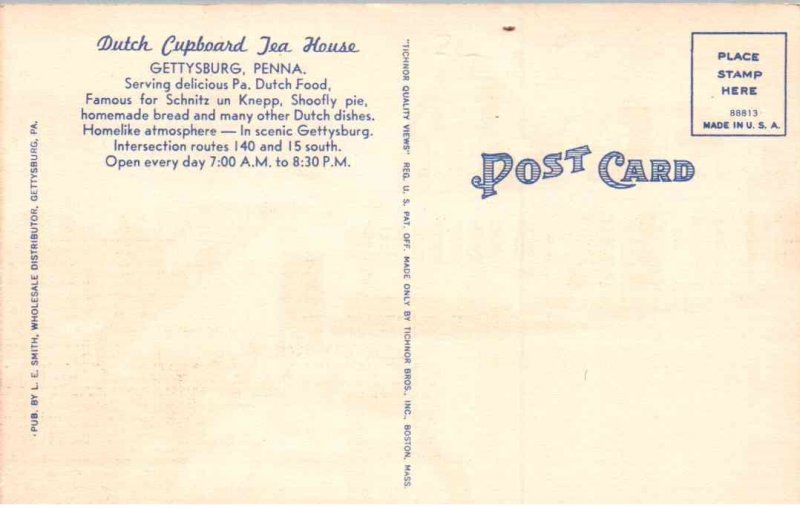 Dutch Cupboard Tea House
GETTYSBURG, PENNA.
Serving delicious Pa. Dutch Food,
Famous for Schnitz un Knepp, Shoofly pie,
homemade bread and many other Dutch dishes.
Homelike atmosphere — In scenic Gettysburg.
Intersection routes 140 and 15 south.
Open every day 7:00 A.M. to 8:30 P.M.
PUB. BY L. E. SMITH, WHOLESALE DISTRIBUTOR, GETTYSBURG, PA.
"TICHNOR QUALITY VIEWS" REG. U. S. PAT. OFF. MADE ONLY BY TICHNOR BROS., INC., BOSTON, MASS.
POST CARD
PLACE
STAMP
HERE
88813
MADE IN U. S. A.